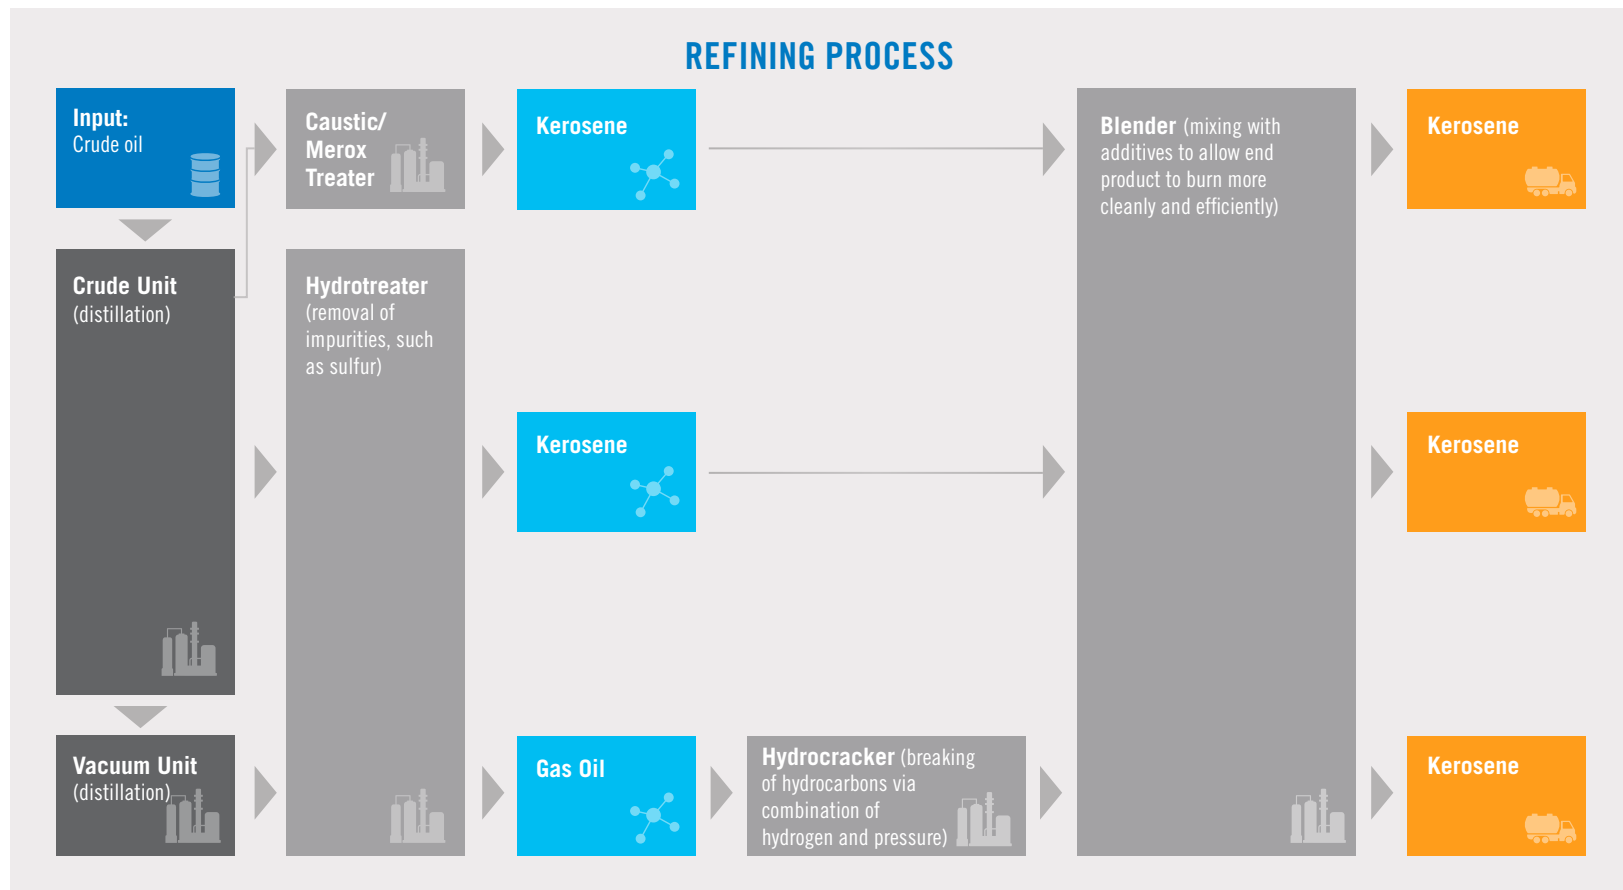 REFINING PROCESS
Input:
Crude oil
Caustic/
Merox
Treater
Kerosene
Blender (mixing with
additives to allow end
product to burn more
cleanly and efficiently)
Kerosene
Crude Unit
(distillation)
Hydrotreater
(removal of
impurities, such
as sulfur)
Kerosene
Kerosene
Vacuum Unit
(distillation)
Gas Oil
Hydrocracker (breaking
of hydrocarbons via
combination of
hydrogen and pressure)
Kerosene